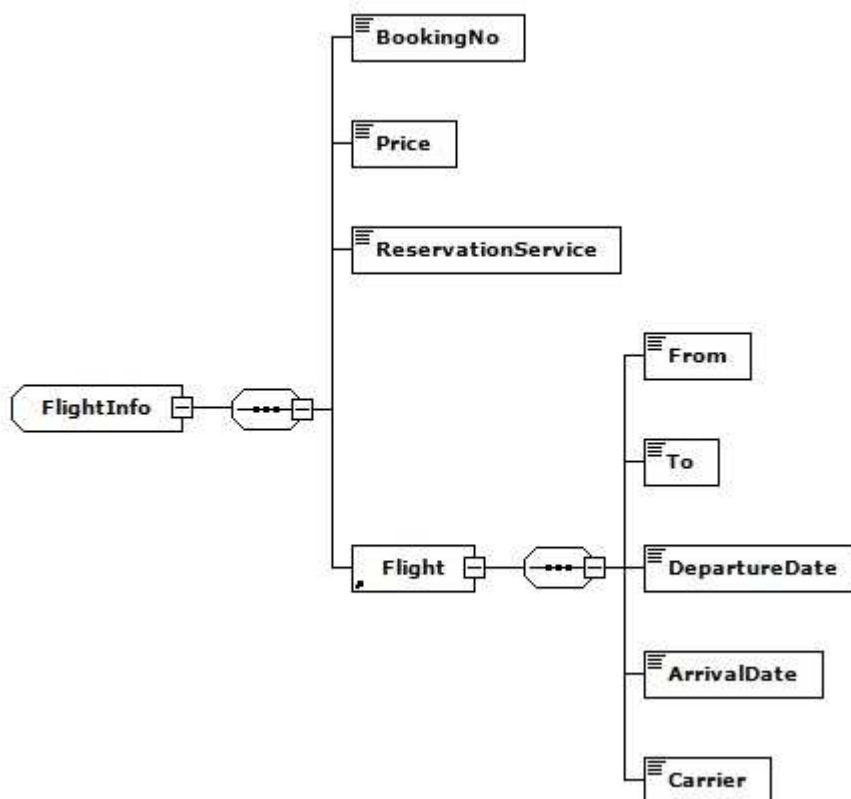 BookingNo
Price
ReservationService
FlightInfo
From
To
Flight
DepartureDate
ArrivalDate
Carrier